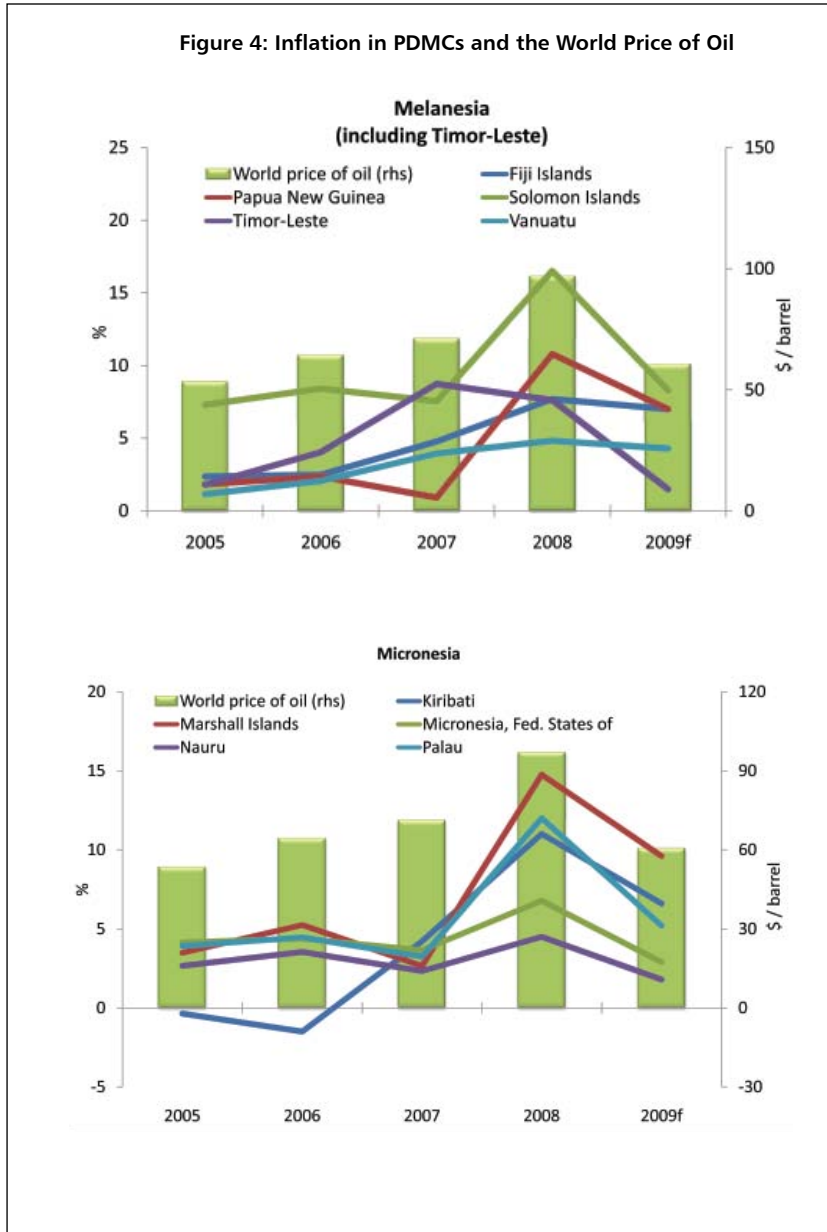 Figure 4: Inflation in PDMCs and the World Price of Oil
Melanesia
(including Timor-Leste)
25
20
15
10
5
0
%
150
100
50
0
$ / barrel
World price of oil (rhs)
Fiji Islands
Papua New Guinea
Solomon Islands
Timor-Leste
Vanuatu
2005 2006 2007 2008 2009f
Micronesia
20
15
10
5
0
-5
%
120
90
60
30
0
-30
$ / barrel
World price of oil (rhs)
Kiribati
Marshall Islands
Micronesia, Fed. States of
Nauru
Palau
2005 2006 2007 2008 2009f